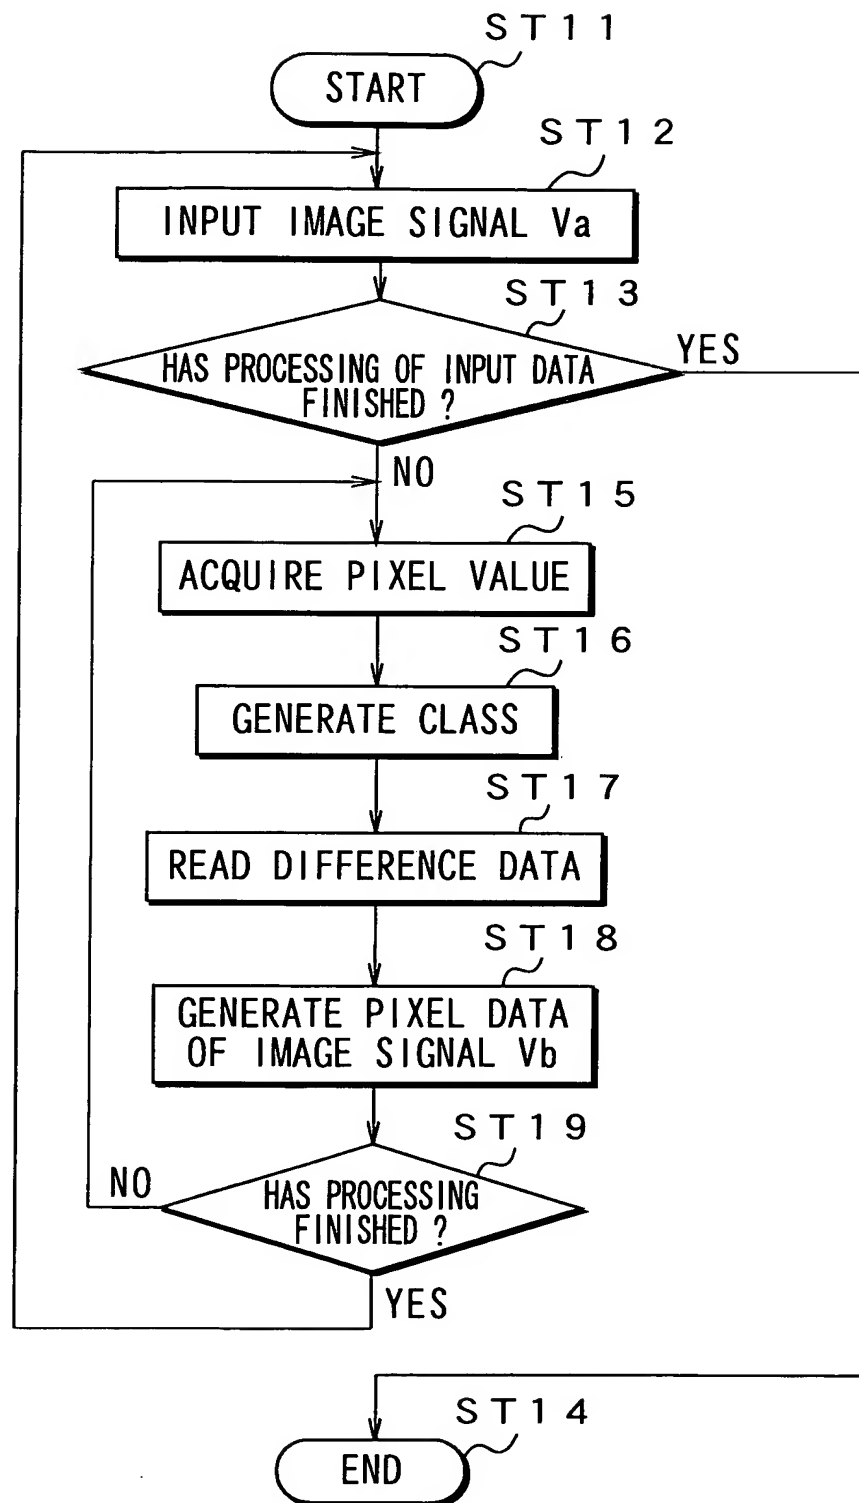 ST11
START
ST12
INPUT IMAGE SIGNAL Va
ST13
HAS PROCESSING OF INPUT DATA
FINISHED ?
YES
NO
ST15
ACQUIRE PIXEL VALUE
ST16
GENERATE CLASS
ST17
READ DIFFERENCE DATA
ST18
GENERATE PIXEL DATA
OF IMAGE SIGNAL Vb
ST19
NO
HAS PROCESSING
FINISHED ?
YES
ST14
END